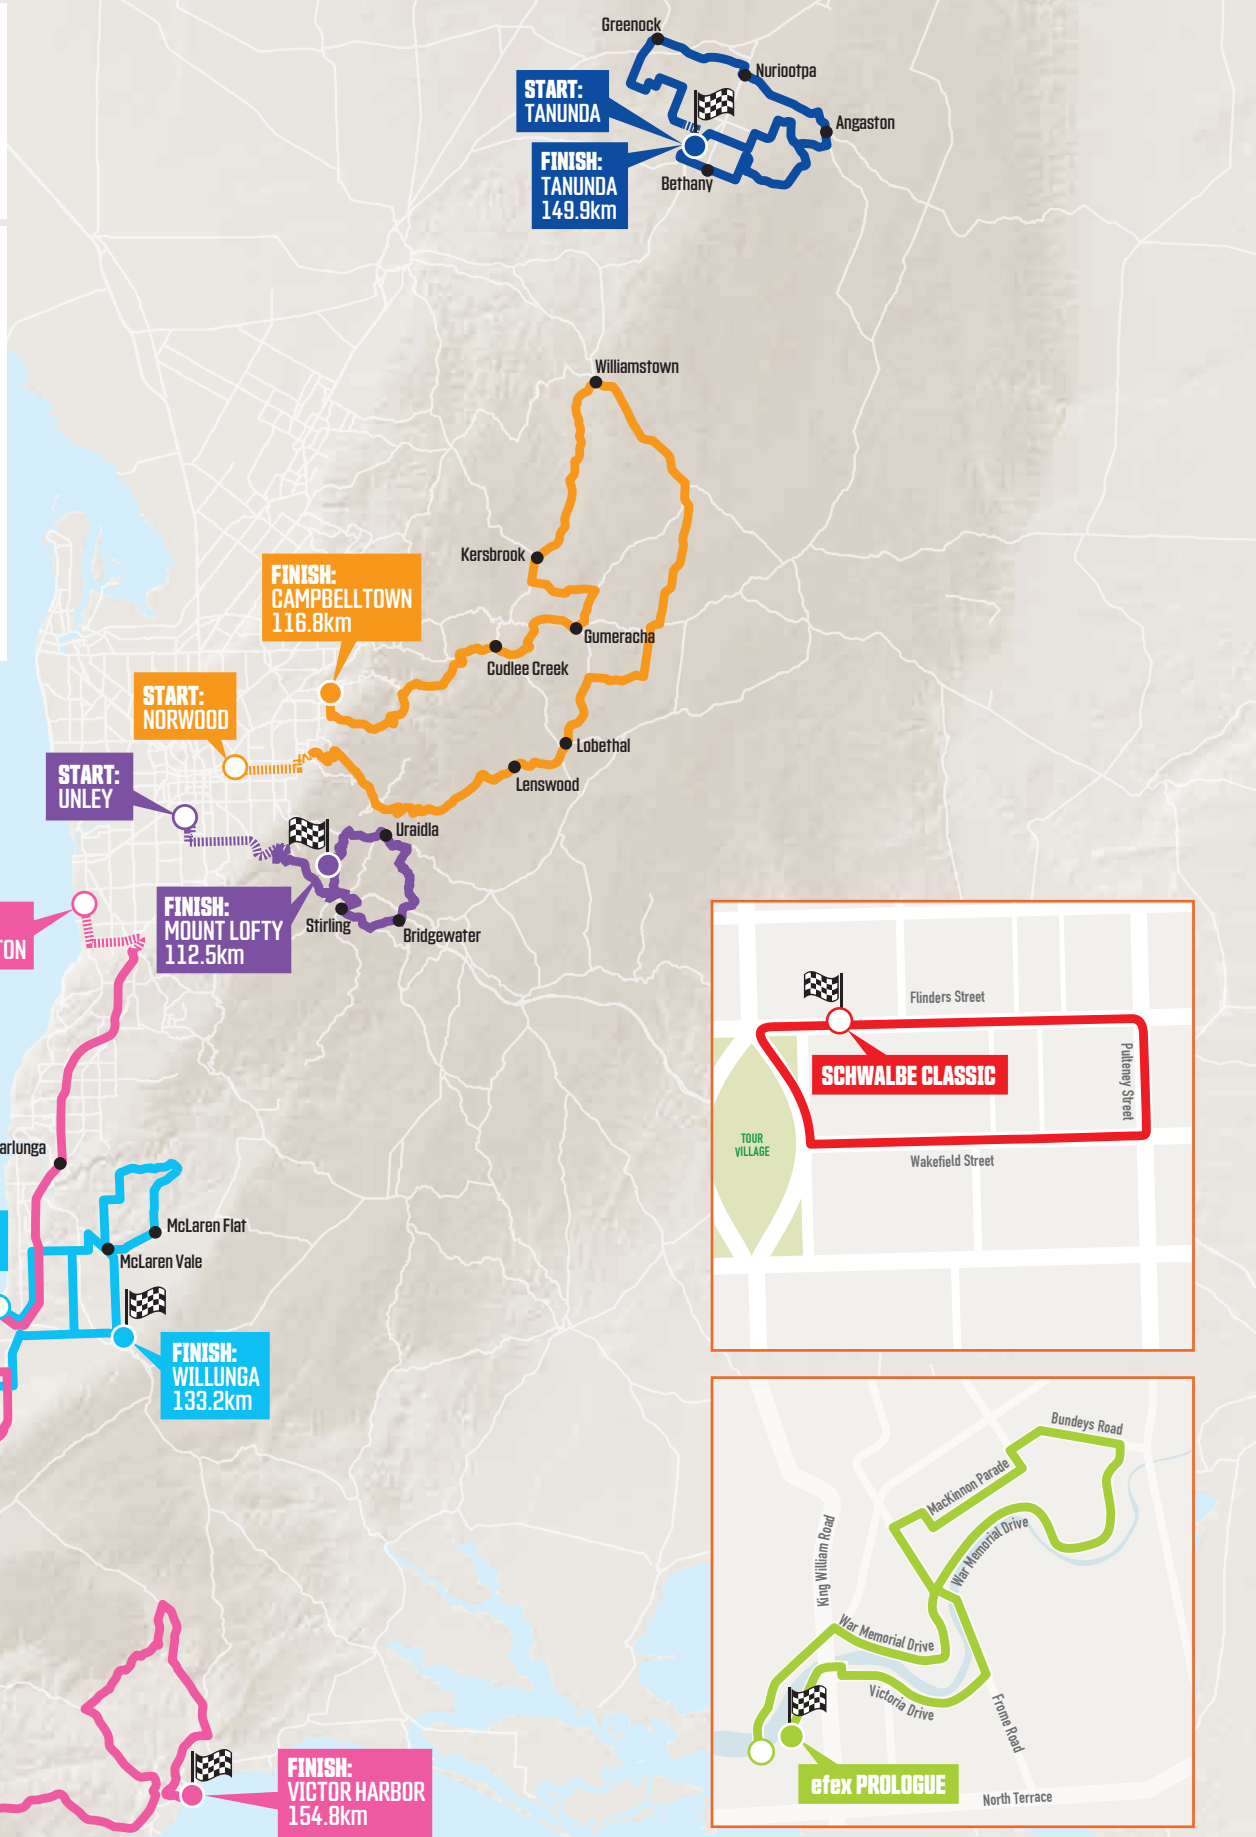 Greenock
Nuriootpa
START:
TANUNDA
Angaston
FINISH:
TANUNDA
149.9km
Bethany
Williamstown
Kersbrook
FINISH:
CAMPBELLTOWN
116.8km
Gumeracha
Cudlee Creek
START:
NORWOOD
Lobethal
START:
UNLEY
Lenswood
Uraidla
FINISH:
MOUNT LOFTY
112.5km
Stirling
Bridgewater
TON
arlunga
McLaren Flat
McLaren Vale
FINISH:
WILLUNGA
133.2km
Flinders Street
SCHWALBE CLASSIC
Pulteney Street
TOUR
VILLAGE
Wakefield Street
Bundeys Road
MacKinnon Parade
King William Road
War Memorial Drive
War Memorial Drive
Victoria Drive
Frome Road
efex PROLOGUE
North Terrace
FINISH:
VICTOR HARBOR
154.8km